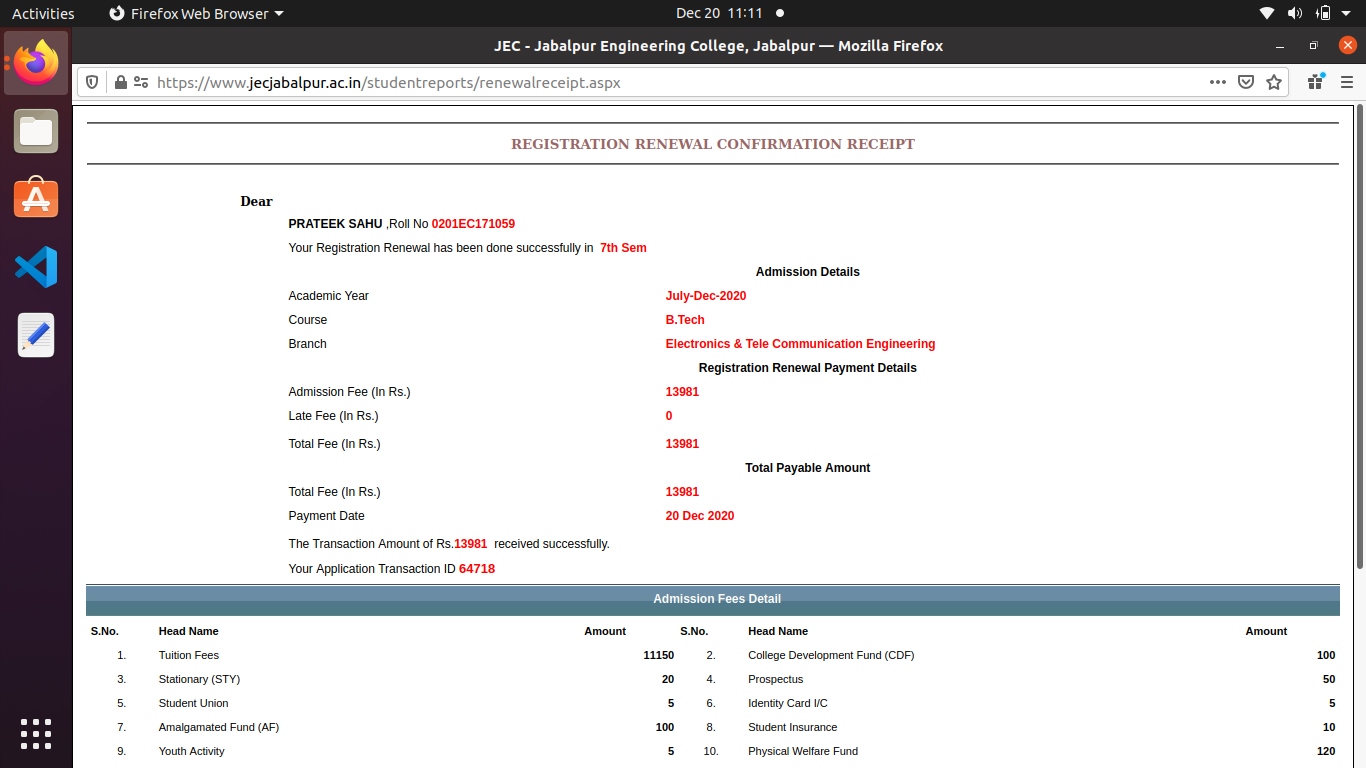 Activities Firefox Web Browser Dec 20 11:11
JEC - Jabalpur Engineering College, Jabalpur — Mozilla Firefox
https://www.jecjabalpur.ac.in/studentreports/renewalreceipt.aspx
REGISTRATION RENEWAL CONFIRMATION RECEIPT
Dear
PRATEEK SAHU ,Roll No 0201EC171059
Your Registration Renewal has been done successfully in 7th Sem
Admission Details
Academic Year July-Dec-2020
Course B.Tech
Branch Electronics & Tele Communication Engineering
Registration Renewal Payment Details
Admission Fee (In Rs.) 13981
Late Fee (In Rs.) 0
Total Fee (In Rs.) 13981
Total Payable Amount
Total Fee (In Rs.) 13981
Payment Date 20 Dec 2020
The Transaction Amount of Rs.13981 received successfully.
Your Application Transaction ID 64718
Admission Fees Detail
S.No. Head Name Amount S.No. Head Name Amount
1. Tuition Fees 11150 2. College Development Fund (CDF) 100
3. Stationary (STY) 20 4. Prospectus 50
5. Student Union 5 6. Identity Card I/C 5
7. Amalgamated Fund (AF) 100 8. Student Insurance 10
9. Youth Activity 5 10. Physical Welfare Fund 120